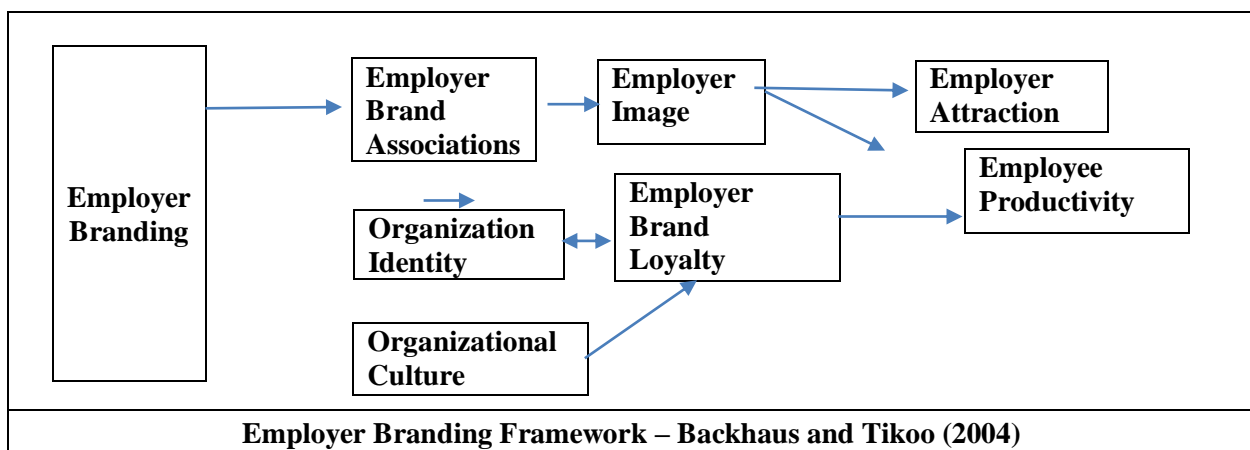 Employer
Branding
Employer
Brand
Associations
Employer
Image
Employer
Attraction
Employee
Productivity
Organization
Identity
Employer
Brand
Loyalty
Organizational
Culture
Employer Branding Framework – Backhaus and Tikoo (2004)